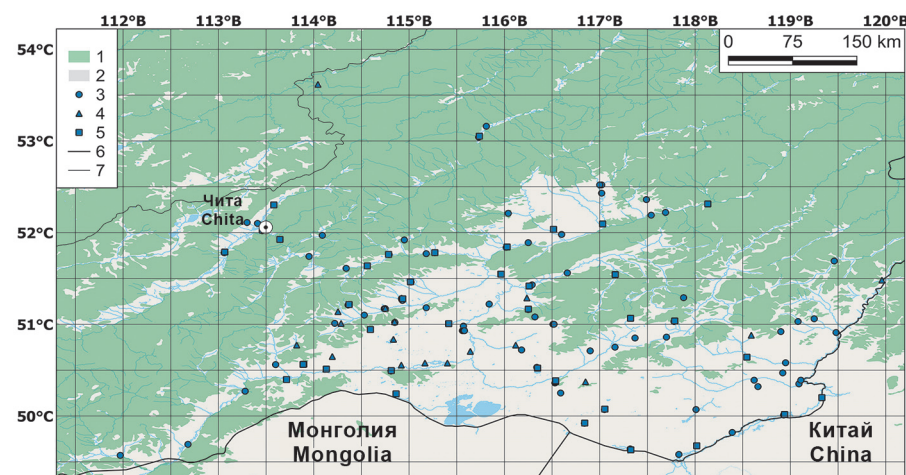 112°В 113°В 114°В 115°В 116°В 117°В 118°В 119°В 120°В
54°С
53°С
52°С
51°С
50°С
1
2
3
4
5
6
7
0 75 150 km
Чита
Chita
Монголия
Mongolia
Китай
China